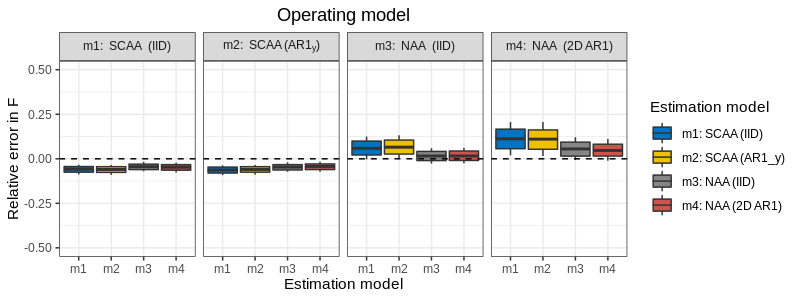 Operating model
m1: SCAA (IID)
m2: SCAA (AR1y)
m3: NAA (IID)
m4: NAA (2D AR1)
Relative error in F
0.50
0.25
0.00
-0.25
-0.50
m1 m2 m3 m4
m1 m2 m3 m4
m1 m2 m3 m4
m1 m2 m3 m4
Estimation model
Estimation model
m1: SCAA (IID)
m2: SCAA (AR1_y)
m3: NAA (IID)
m4: NAA (2D AR1)